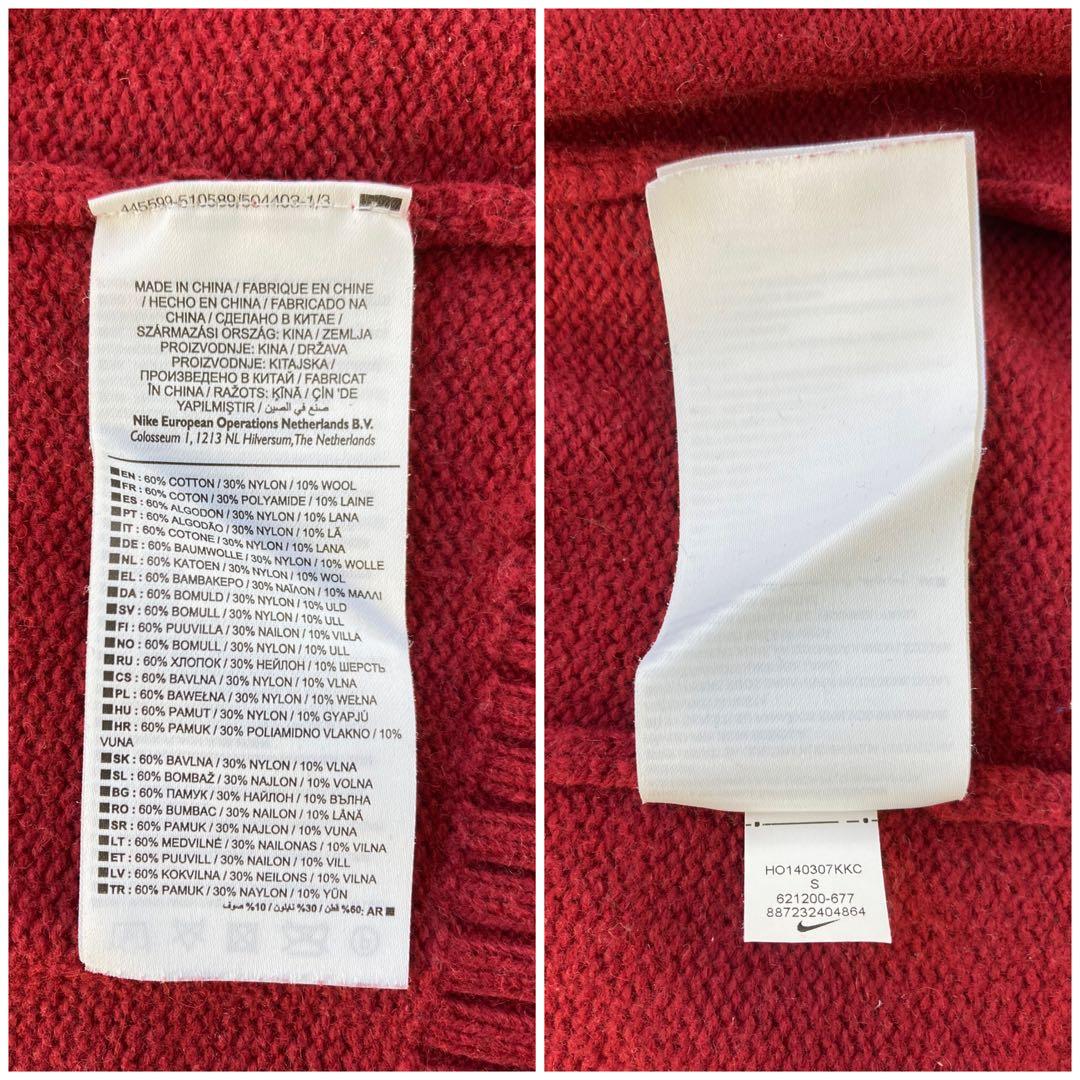 445599-510589/504403-1/3
MADE IN CHINA / FABRIQUE EN CHINE
/ HECHO EN CHINA / FABRICADO NA
CHINA / СДЕЛАНО В КИТАЕ /
SZÁRMAZÁSI ORSZÁG: KINA / ZEMLJA
PROIZVODNJE: KINA / DRŽAVA
PROIZVODNJE: KITAJSKA /
ПРОИЗВЕДЕНО В КИТАЙ / FABRICAT
ÎN CHINA / RAŽOTS: ĶĪNĀ / ÇİN 'DE
YAPILMIŞTIR / صنع في الصين
Nike European Operations Netherlands B.V.
Colosseum 1, 1213 NL Hilversum,The Netherlands
EN : 60% COTTON / 30% NYLON / 10% WOOL
FR : 60% COTON / 30% POLYAMIDE / 10% LAINE
ES : 60% ALGODON / 30% NYLON / 10% LANA
PT : 60% ALGODÃO / 30% NYLON / 10% LÃ
IT : 60% COTONE / 30% NYLON / 10% LANA
DE : 60% BAUMWOLLE / 30% NYLON / 10% WOLLE
NL : 60% KATOEN / 30% NYLON / 10% WOL
EL : 60% ΒΑΜΒΑΚΕΡΟ / 30% ΝΑΪΛΟΝ / 10% ΜΑΛΛΙ
DA : 60% BOMULD / 30% NYLON / 10% ULD
SV : 60% BOMULL / 30% NYLON / 10% ULL
FI : 60% PUUVILLA / 30% NAILON / 10% VILLA
NO : 60% BOMULL / 30% NYLON / 10% ULL
RU : 60% ХЛОПОК / 30% НЕЙЛОН / 10% ШЕРСТЬ
CS : 60% BAVLNA / 30% NYLON / 10% VLNA
PL : 60% BAWEŁNA / 30% NYLON / 10% WEŁNA
HU : 60% PAMUT / 30% NYLON / 10% GYAPJÚ
HR : 60% PAMUK / 30% POLIAMIDNO VLAKNO / 10%
VUNA
SK : 60% BAVLNA / 30% NYLON / 10% VLNA
SL : 60% BOMBAŽ / 30% NAJLON / 10% VOLNA
BG : 60% ПАМУК / 30% НАЙЛОН / 10% ВЪЛНА
RO : 60% BUMBAC / 30% NAILON / 10% LÂNĂ
SR : 60% PAMUK / 30% NAJLON / 10% VUNA
LT : 60% MEDVILNĖ / 30% NAILONAS / 10% VILNA
ET : 60% PUUVILL / 30% NAILON / 10% VILL
LV : 60% KOKVILNA / 30% NEILONS / 10% VILNA
TR : 60% PAMUK / 30% NAYLON / 10% YÜN
AR :60% قطن / 30% نايلون / 10% صوف
HO140307KKC
S
621200-677
887232404864